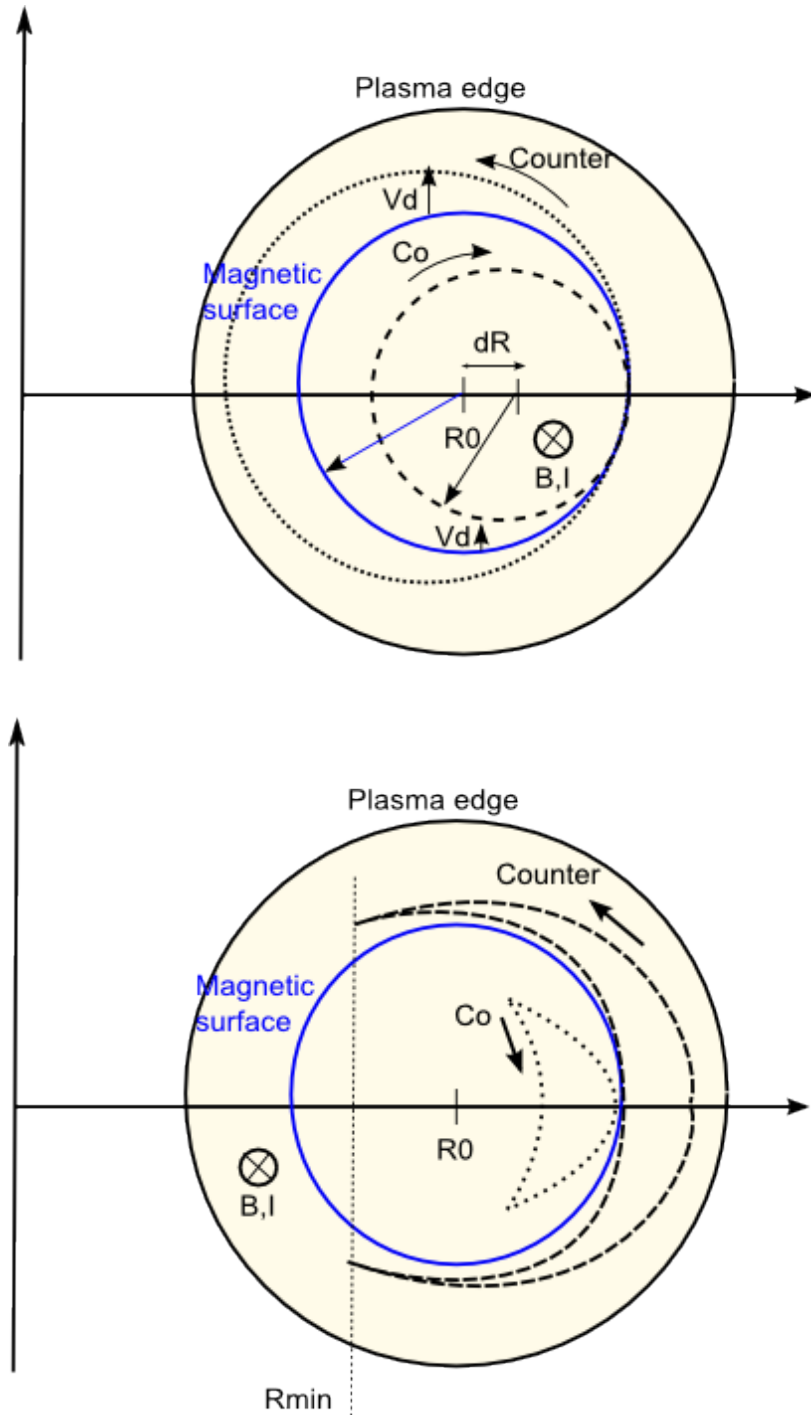 Plasma edge
Counter
Vd
Co
Magnetic
surface
dR
R0
B,I
Vd
Plasma edge
Counter
Magnetic
surface
Co
R0
B,I
Rmin